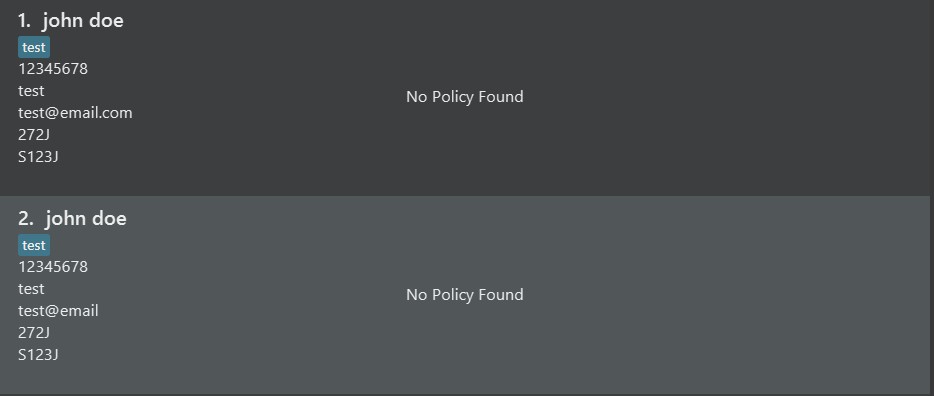 1. john doe
test
12345678
test
test@email.com
272J
S123J
No Policy Found
2. john doe
test
12345678
test
test@email
272J
S123J
No Policy Found